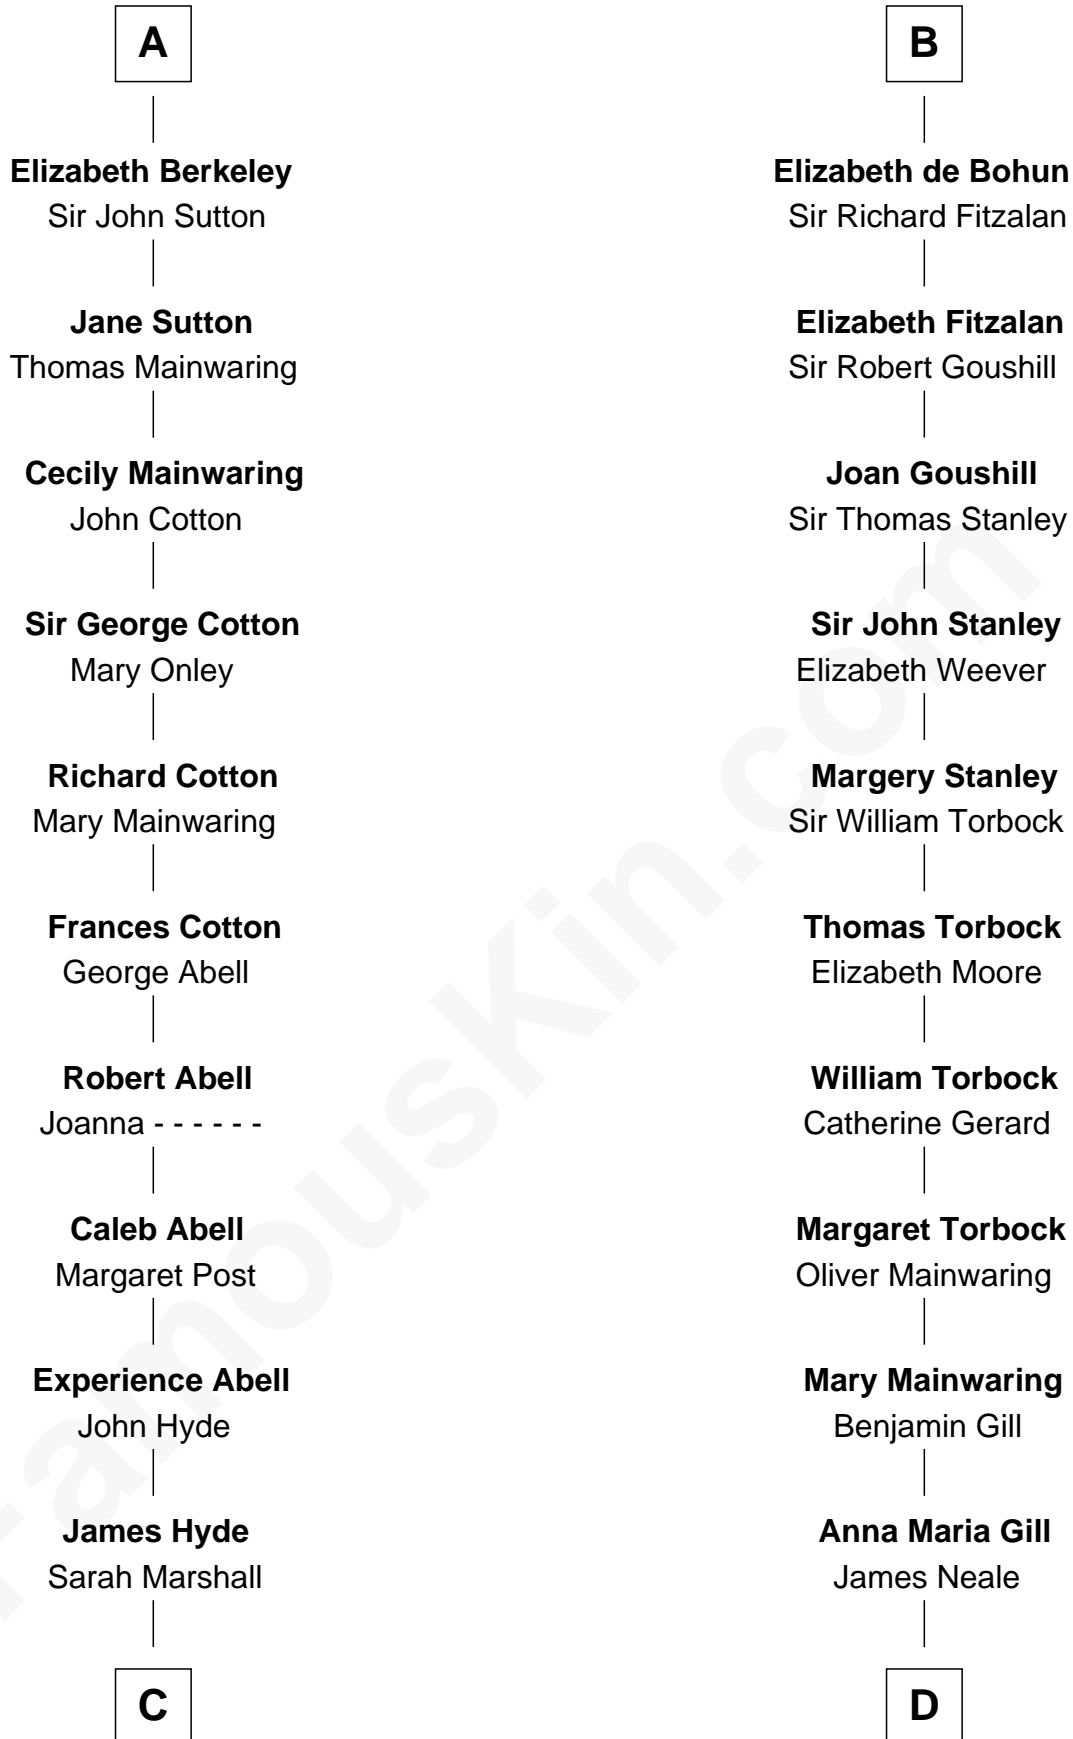 A
Elizabeth Berkeley
Sir John Sutton
Jane Sutton
Thomas Mainwaring
Cecily Mainwaring
John Cotton
Sir George Cotton
Mary Onley
Richard Cotton
Mary Mainwaring
Frances Cotton
George Abell
Robert Abell
Joanna - - - - - -
Caleb Abell
Margaret Post
Experience Abell
John Hyde
James Hyde
Sarah Marshall
C
B
Elizabeth de Bohun
Sir Richard Fitzalan
Elizabeth Fitzalan
Sir Robert Goushill
Joan Goushill
Sir Thomas Stanley
Sir John Stanley
Elizabeth Weever
Margery Stanley
Sir William Torbock
Thomas Torbock
Elizabeth Moore
William Torbock
Catherine Gerard
Margaret Torbock
Oliver Mainwaring
Mary Mainwaring
Benjamin Gill
Anna Maria Gill
James Neale
D
FamousKin.com